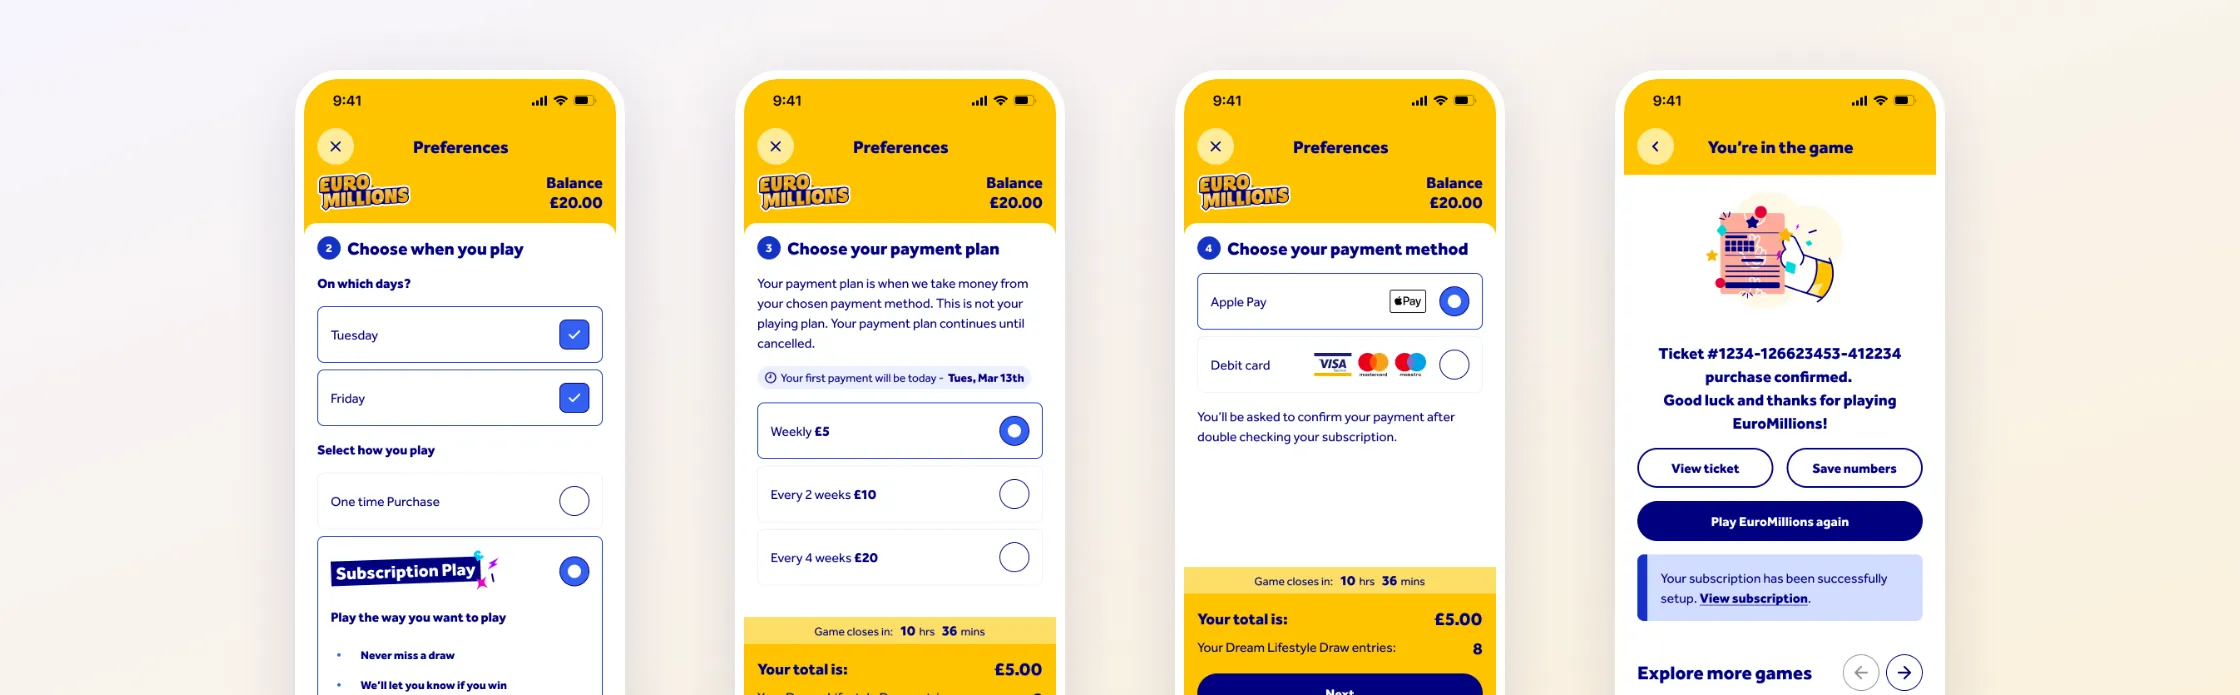 9:41
Preferences
EURO
MILLIONS
Balance
£20.00
2 Choose when you play
On which days?
Tuesday
Friday
Select how you play
One time Purchase
Subscription Play
Play the way you want to play
• Never miss a draw
• We'll let you know if you win
9:41
Preferences
EURO
MILLIONS
Balance
£20.00
3 Choose your payment plan
Your payment plan is when we take money from
your chosen payment method. This is not your
playing plan. Your payment plan continues until
cancelled.
Your first payment will be today - Tues, Mar 13th
Weekly £5
Every 2 weeks £10
Every 4 weeks £20
Game closes in: 10 hrs 36 mins
Your total is: £5.00
9:41
Preferences
EURO
MILLIONS
Balance
£20.00
4 Choose your payment method
Apple Pay Pay
Debit card VISA mastercard maestro
You'll be asked to confirm your payment after
double checking your subscription.
Game closes in: 10 hrs 36 mins
Your total is: £5.00
Your Dream Lifestyle Draw entries: 8
Next
9:41
You're in the game
Ticket #1234-126623453-412234
purchase confirmed.
Good luck and thanks for playing
EuroMillions!
View ticket Save numbers
Play EuroMillions again
Your subscription has been successfully
setup. View subscription.
Explore more games